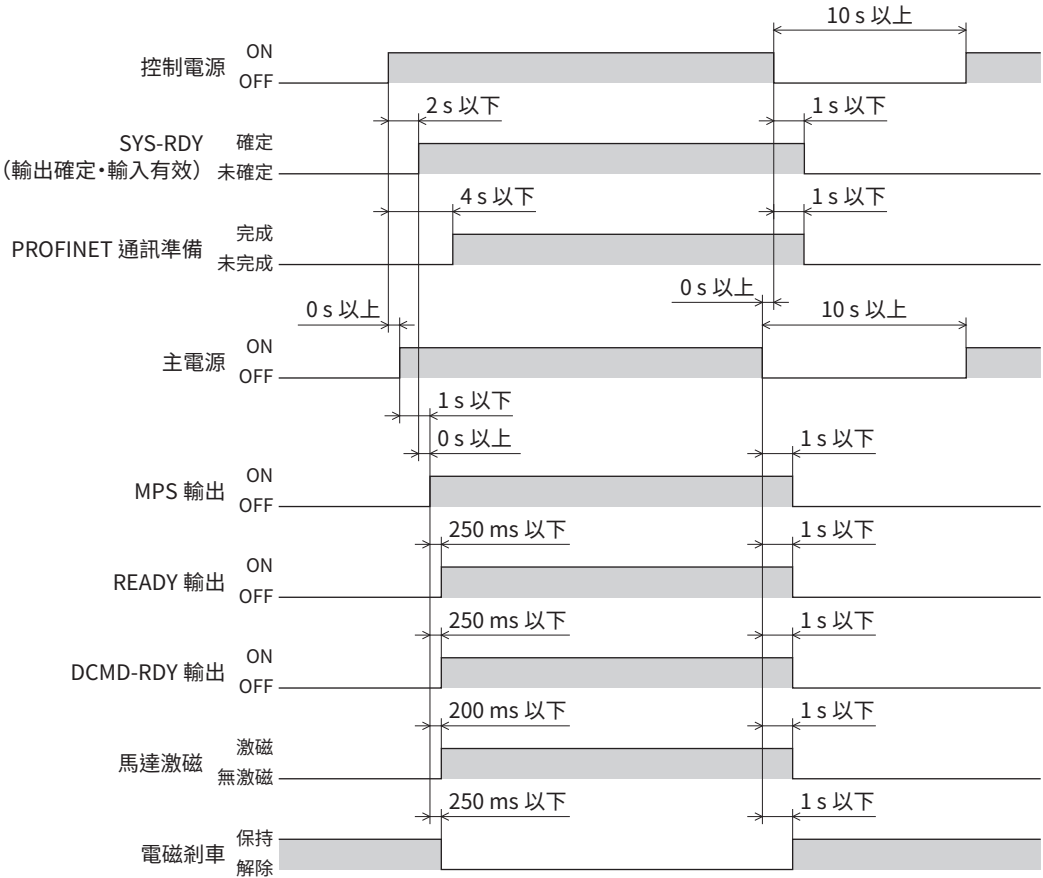 10 s 以上
控制電源
ON
OFF
2 s 以下
1 s 以下
SYS-RDY
（輸出確定・輸入有效）
確定
未確定
4 s 以下
1 s 以下
PROFINET 通訊準備
完成
未完成
0 s 以上
0 s 以上
10 s 以上
主電源
ON
OFF
1 s 以下
0 s 以上
1 s 以下
MPS 輸出
ON
OFF
250 ms 以下
1 s 以下
READY 輸出
ON
OFF
250 ms 以下
1 s 以下
DCMD-RDY 輸出
ON
OFF
200 ms 以下
1 s 以下
馬達激磁
激磁
無激磁
250 ms 以下
1 s 以下
電磁剎車
保持
解除